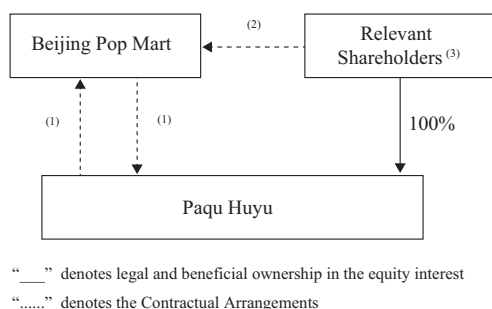 Beijing Pop Mart
(2)
Relevant
Shareholders (3)
(1)
(1)
100%
Paqu Huyu
“___” denotes legal and beneficial ownership in the equity interest
“......” denotes the Contractual Arrangements